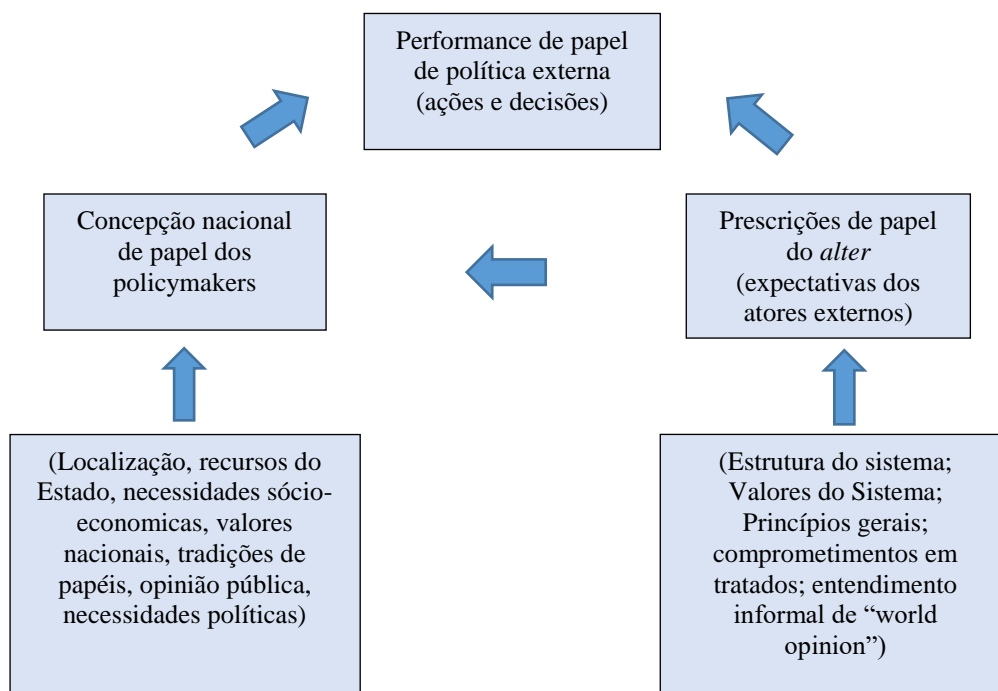 Performance de papel
de política externa
(ações e decisões)
Concepção nacional
de papel dos
policymakers
Prescrições de papel
do alter
(expectativas dos
atores externos)
(Localização, recursos do
Estado, necessidades sócio-
economicas, valores
nacionais, tradições de
papéis, opinião pública,
necessidades políticas)
(Estrutura do sistema;
Valores do Sistema;
Princípios gerais;
comprometimentos em
tratados; entendimento
informal de “world
opinion”)